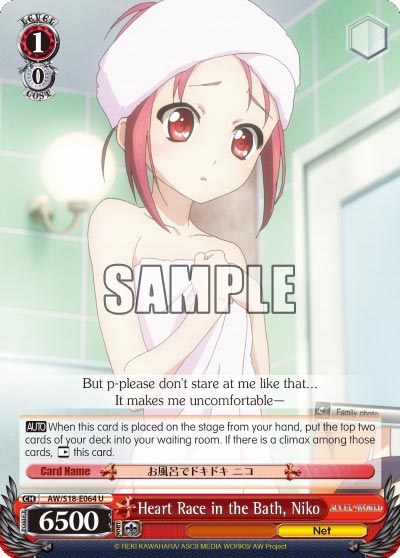 LEVEL
1
0
COST
SAMPLE
But p-please don't stare at me like that...
It makes me uncomfortable—
Family photo
AUTO When this card is placed on the stage from your hand, put the top two
cards of your deck into your waiting room. If there is a climax among those
cards, this card.
Card Name お風呂でドキドキ ニコ
CH AW/S18-E064 U
Heart Race in the Bath, Niko
ACCEL WORLD
POWER 6500
Net
© REKI KAWAHARA/ ASCII MEDIA WORKS/ AW Project